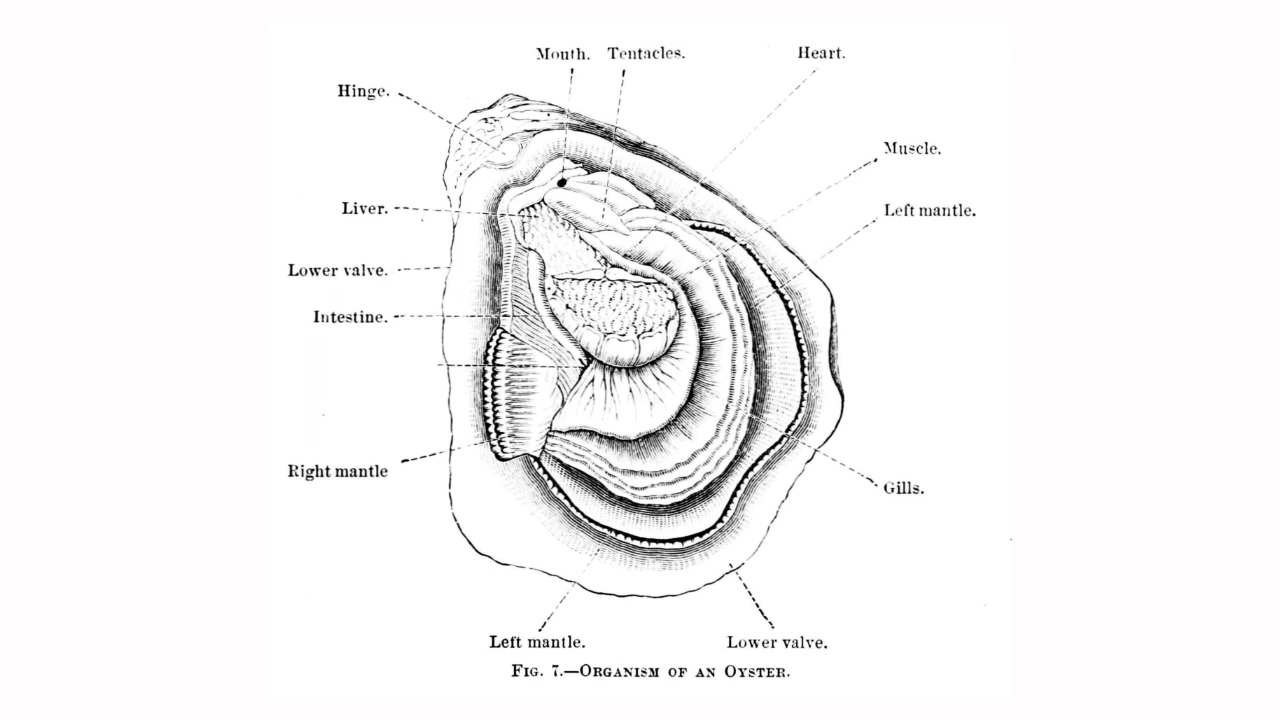 Mouth. Tentacles. Heart.
Hinge.
Muscle.
Liver.
Left mantle.
Lower valve.
Intestine.
Right mantle
Gills.
Left mantle. Lower valve.
FIG. 7.—ORGANISM OF AN OYSTER.